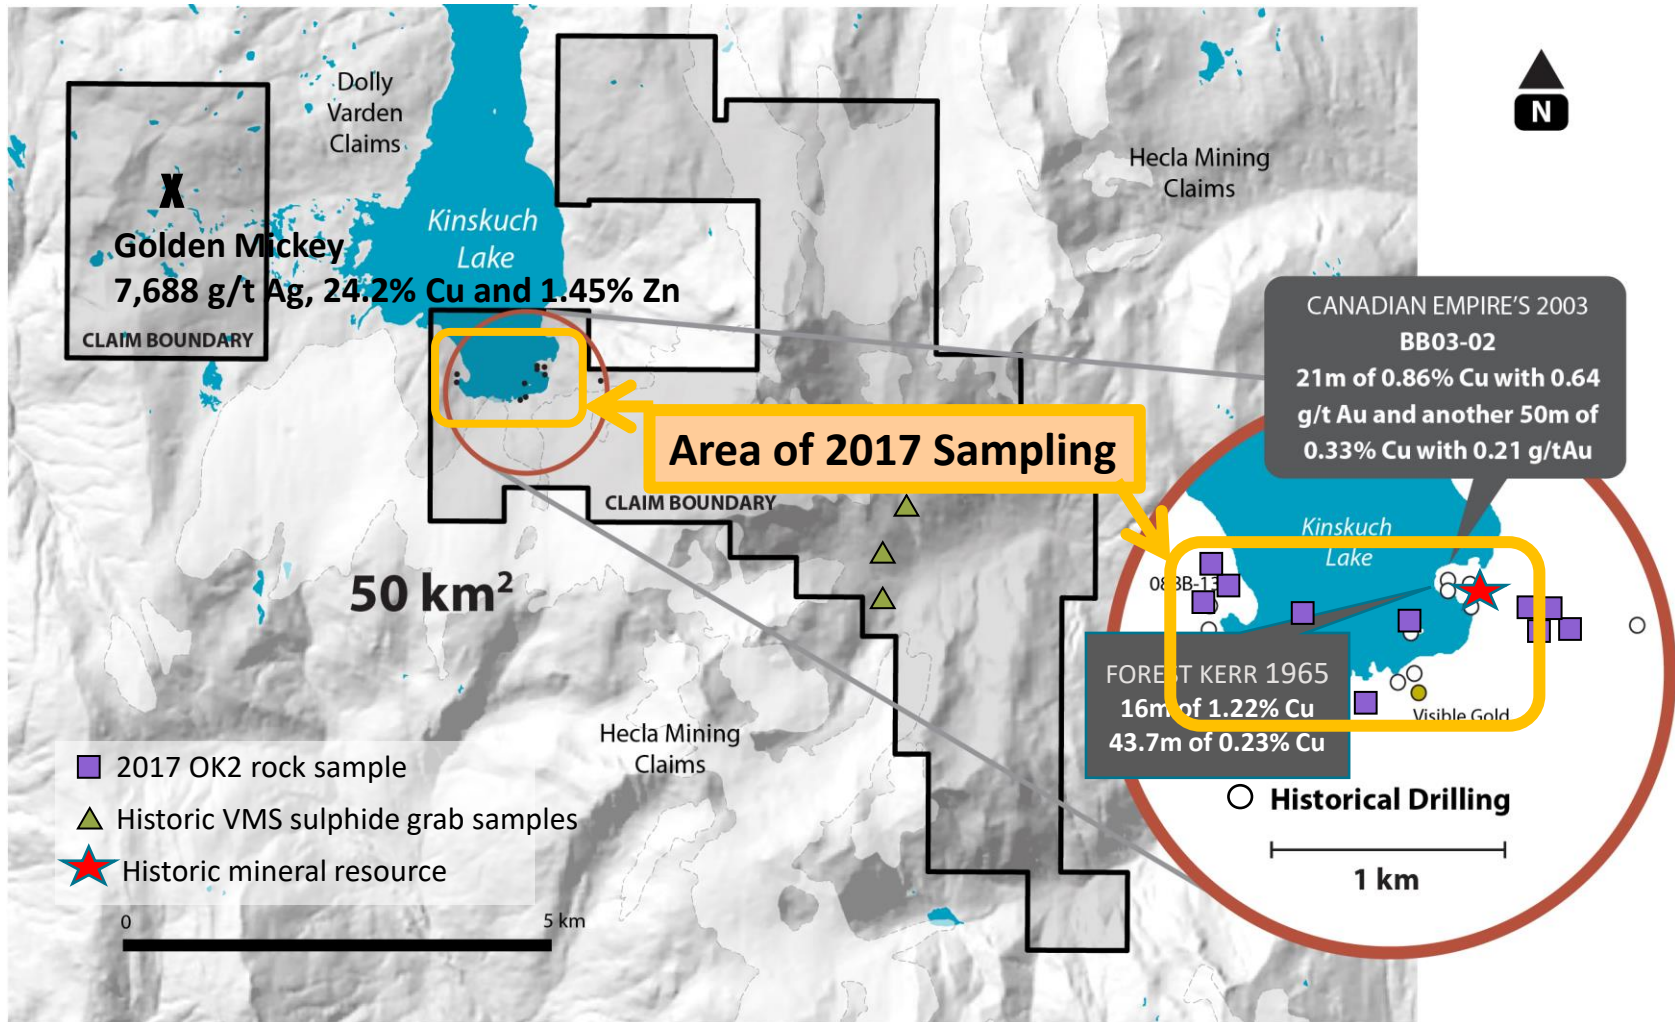 Dolly
Varden
Claims
N
Hecla Mining
Claims
Kinskuch
Lake
Golden Mickey
7,688 g/t Ag, 24.2% Cu and 1.45% Zn
CLAIM BOUNDARY
CANADIAN EMPIRE'S 2003
BB03-02
21m of 0.86% Cu with 0.64
g/t Au and another 50m of
0.33% Cu with 0.21 g/tAu
Area of 2017 Sampling
CLAIM BOUNDARY
50 km²
Kinskuch
Lake
08BB-13
FOREST KERR 1965
16m of 1.22% Cu
43.7m of 0.23% Cu
Visible Gold
Hecla Mining
Claims
2017 OK2 rock sample
Historic VMS sulphide grab samples
Historic mineral resource
Historical Drilling
1 km
0 5 km